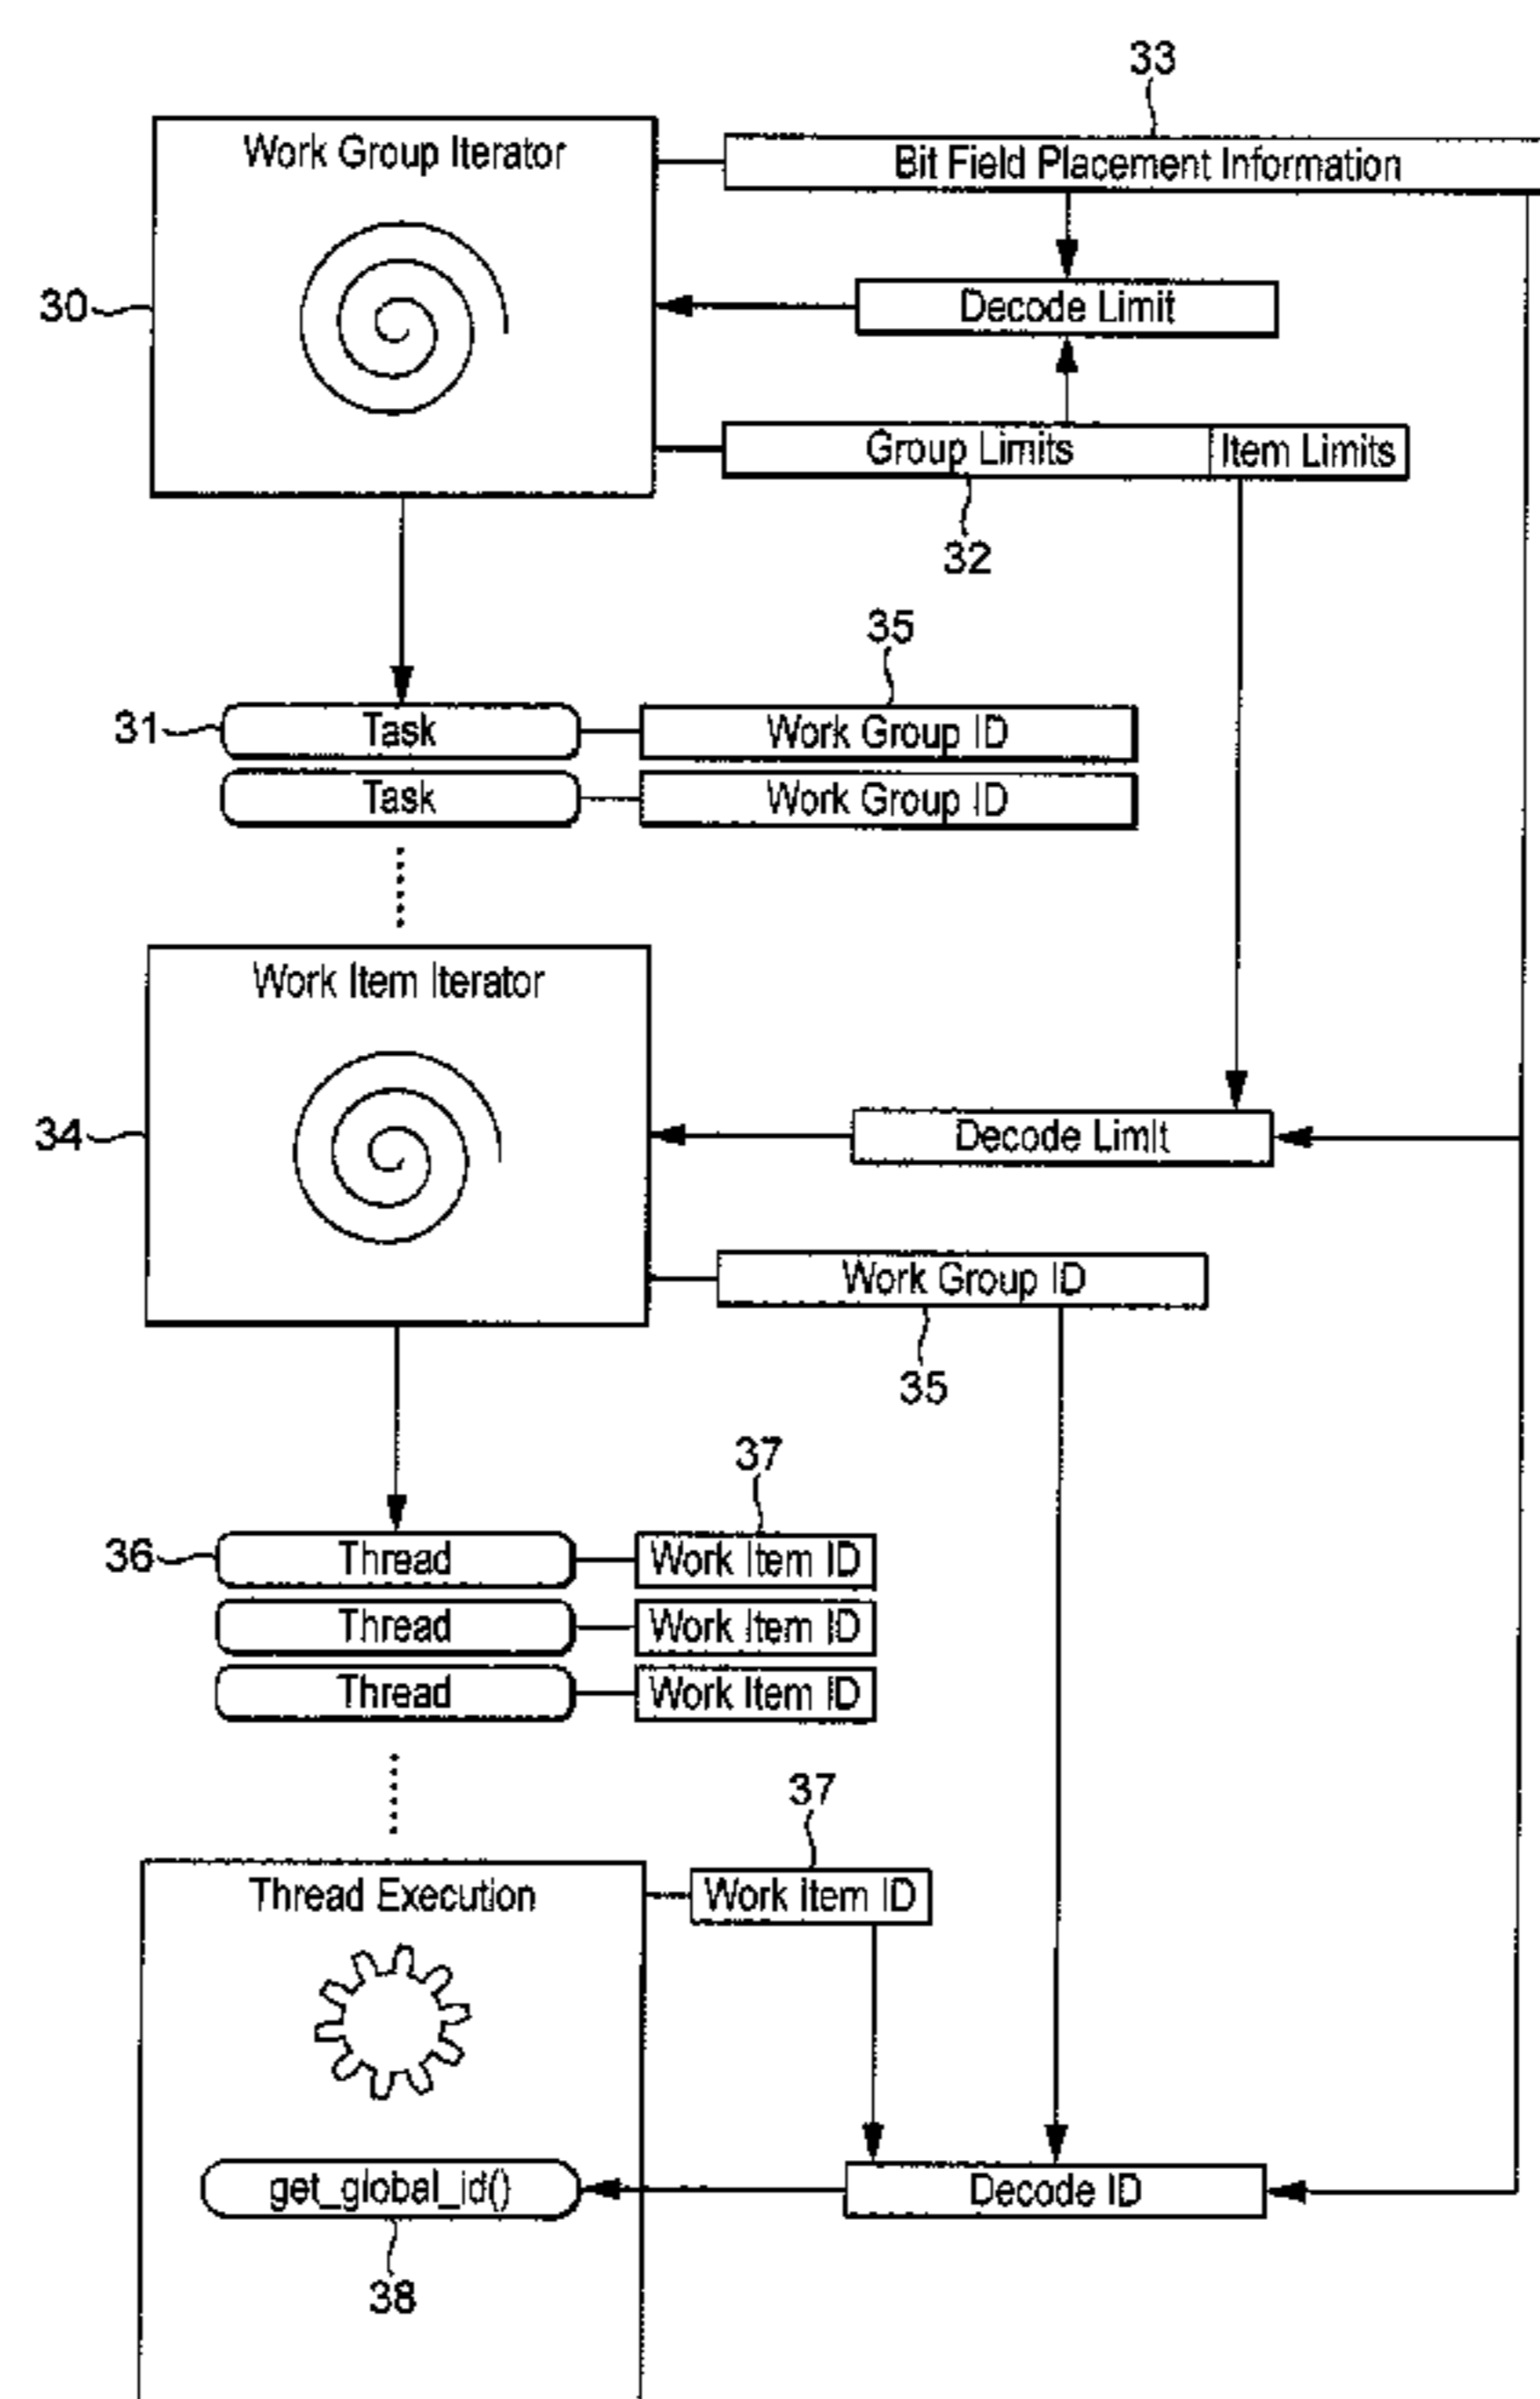 33
Work Group Iterator
Bit Field Placement Information
30
Decode Limit
Group Limits
Item Limits
32
35
31
Task
Work Group ID
Task
Work Group ID
Work Item Iterator
34
Decode Limit
Work Group ID
35
37
36
Thread
Work Item ID
Thread
Work Item ID
Thread
Work Item ID
37
Thread Execution
Work Item ID
get_global_id()
Decode ID
38